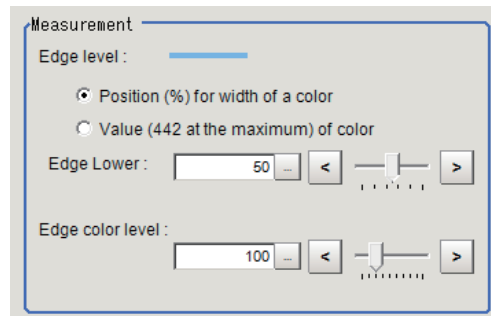 Measurement
Edge level :
Position (%) for width of a color
Value (442 at the maximum) of color
Edge Lower : 50 ... < >
Edge color level :
100 ... < >